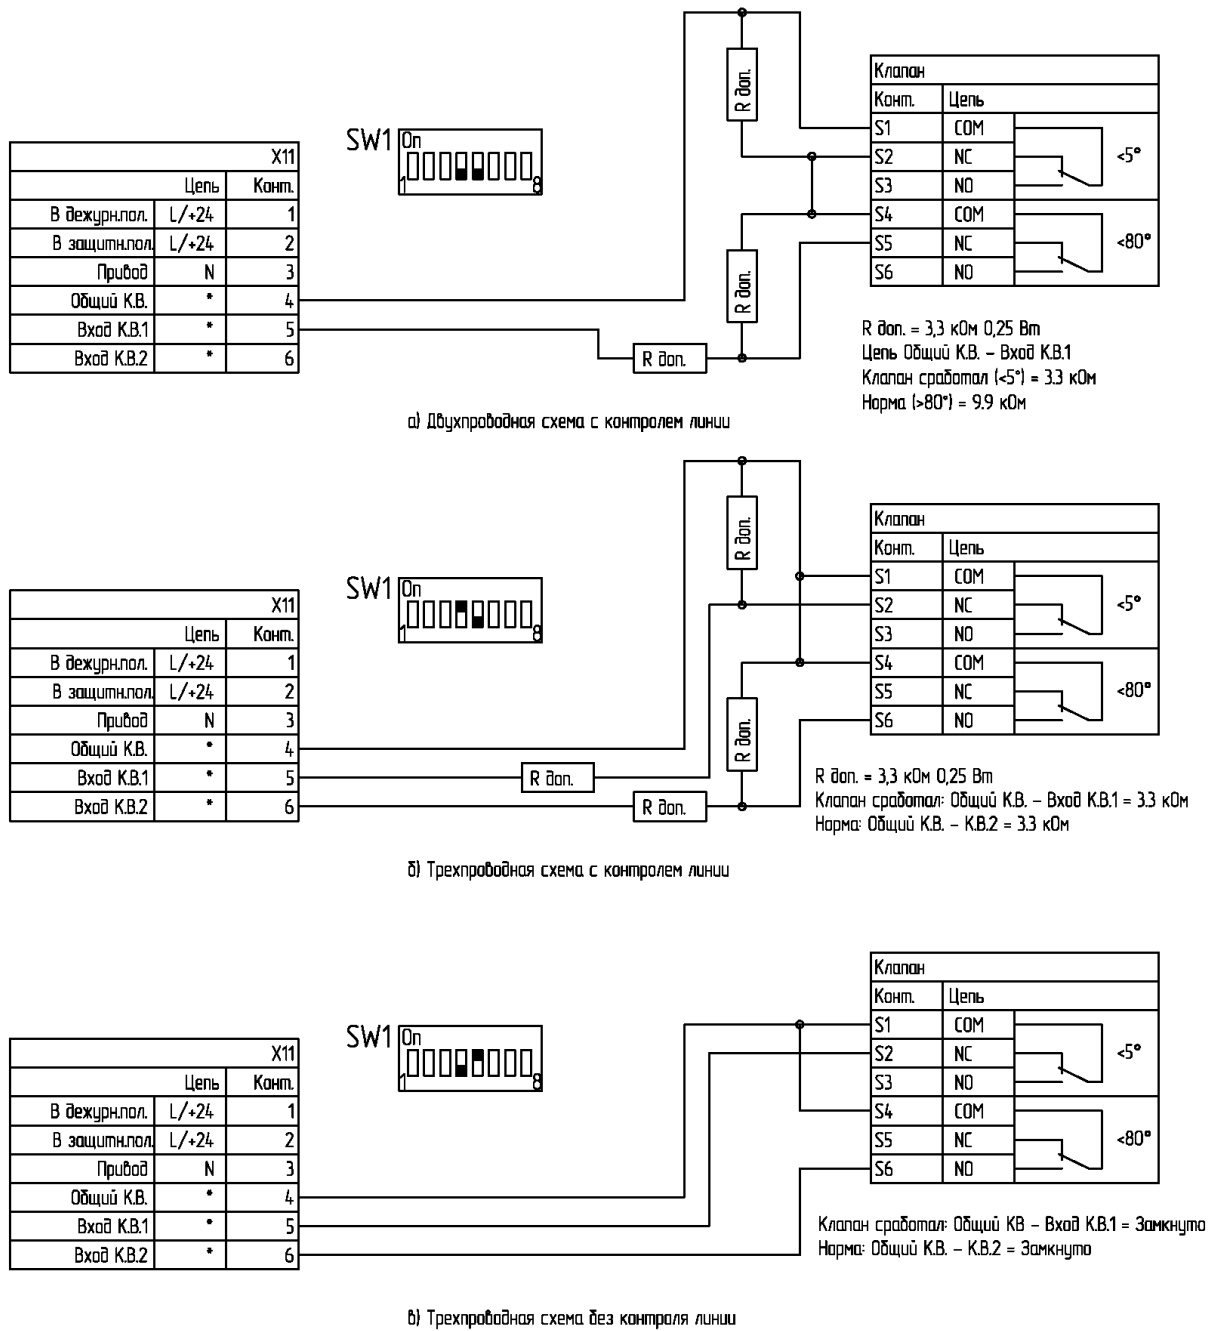 R доп.
Клапан
Конт. Цепь
S1 COM
S2 NC <5°
S3 NO
S4 COM
S5 NC <80°
S6 NO
SW1 On
1 8
X11
Цепь Конт.
В дежурн.пол. L/+24 1
В защитн.пол. L/+24 2
Привод N 3
Общий К.В. * 4
Вход К.В.1 * 5
Вход К.В.2 * 6
R доп.
R доп.
R доп. = 3,3 кОм 0,25 Вт
Цепь Общий К.В. – Вход К.В.1
Клапан сработал (<5°) = 3.3 кОм
Норма (>80°) = 9.9 кОм
а) Двухпроводная схема с контролем линии
R доп.
Клапан
Конт. Цепь
S1 COM
S2 NC <5°
S3 NO
S4 COM
S5 NC <80°
S6 NO
SW1 On
1 8
X11
Цепь Конт.
В дежурн.пол. L/+24 1
В защитн.пол. L/+24 2
Привод N 3
Общий К.В. * 4
Вход К.В.1 * 5
Вход К.В.2 * 6
R доп.
R доп.
R доп.
R доп. = 3,3 кОм 0,25 Вт
Клапан сработал: Общий К.В. – Вход К.В.1 = 3.3 кОм
Норма: Общий К.В. – К.В.2 = 3.3 кОм
б) Трехпроводная схема с контролем линии
Клапан
Конт. Цепь
S1 COM
S2 NC <5°
S3 NO
S4 COM
S5 NC <80°
S6 NO
SW1 On
1 8
X11
Цепь Конт.
В дежурн.пол. L/+24 1
В защитн.пол. L/+24 2
Привод N 3
Общий К.В. * 4
Вход К.В.1 * 5
Вход К.В.2 * 6
Клапан сработал: Общий КВ – Вход К.В.1 = Замкнуто
Норма: Общий К.В. – К.В.2 = Замкнуто
в) Трехпроводная схема без контроля линии